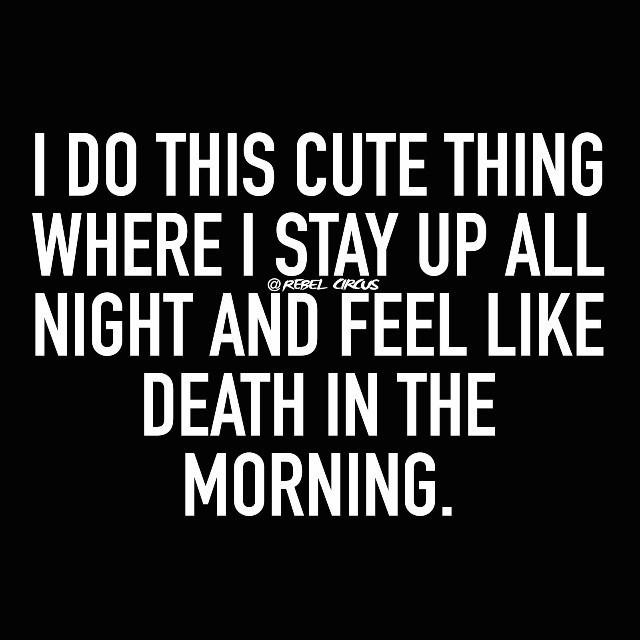 I DO THIS CUTE THING
WHERE I STAY UP ALL
@REBEL CIRCUS
NIGHT AND FEEL LIKE
DEATH IN THE
MORNING.